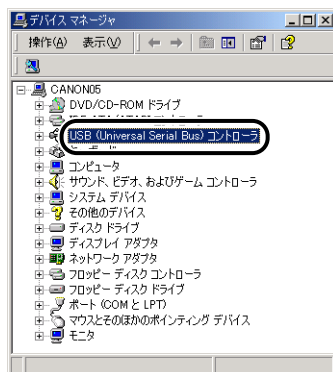 デバイス マネージャ
操作(A) 表示(V)
CANON05
DVD/CD-ROM ドライブ
USB (Universal Serial Bus) コントローラ
コンピュータ
サウンド、ビデオ、およびゲーム コントローラ
システム デバイス
その他のデバイス
ディスク ドライブ
ディスプレイ アダプタ
ネットワーク アダプタ
フロッピー ディスク コントローラ
フロッピー ディスク ドライブ
ポート (COM と LPT)
マウスとそのほかのポインティング デバイス
モニタ